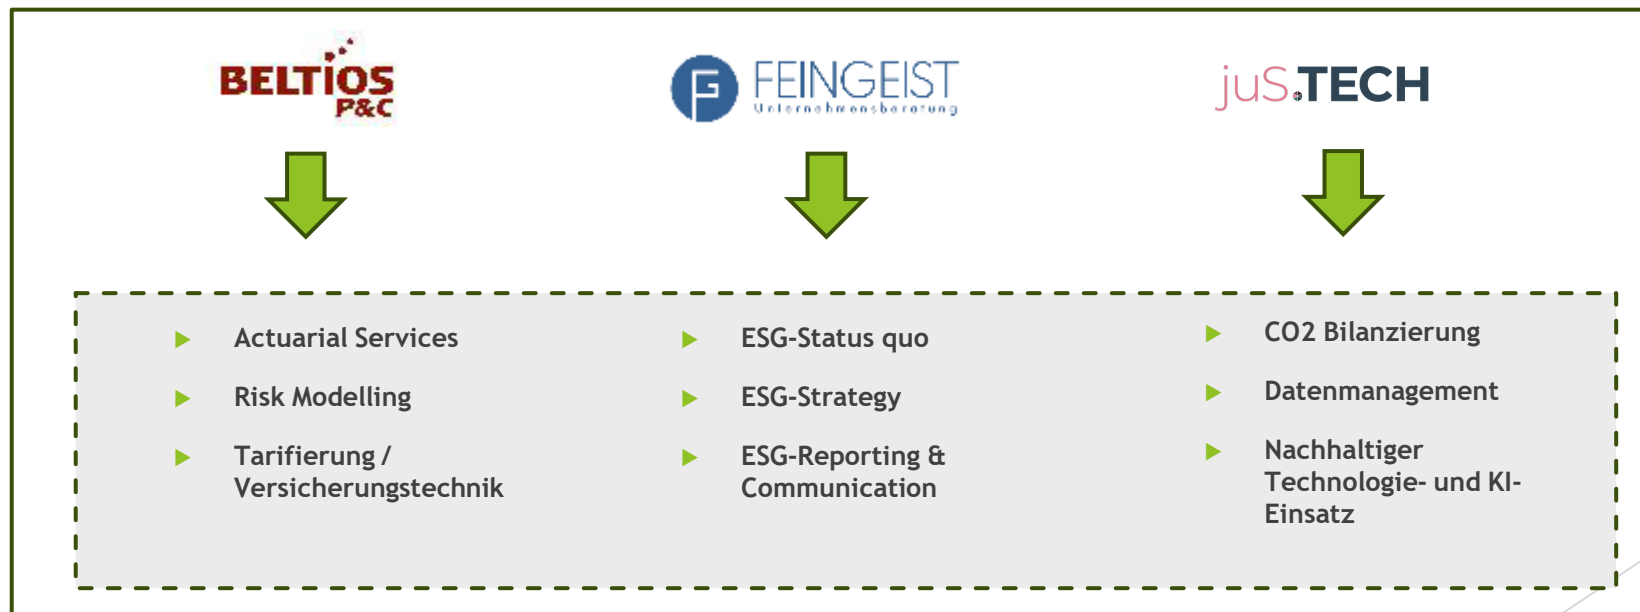 BELTIOS
P&C
FEINGEIST
Unternehmensberatung
juS.TECH
Actuarial Services
Risk Modelling
Tarifierung /
Versicherungstechnik
ESG-Status quo
ESG-Strategy
ESG-Reporting &
Communication
CO2 Bilanzierung
Datenmanagement
Nachhaltiger
Technologie- und KI-
Einsatz